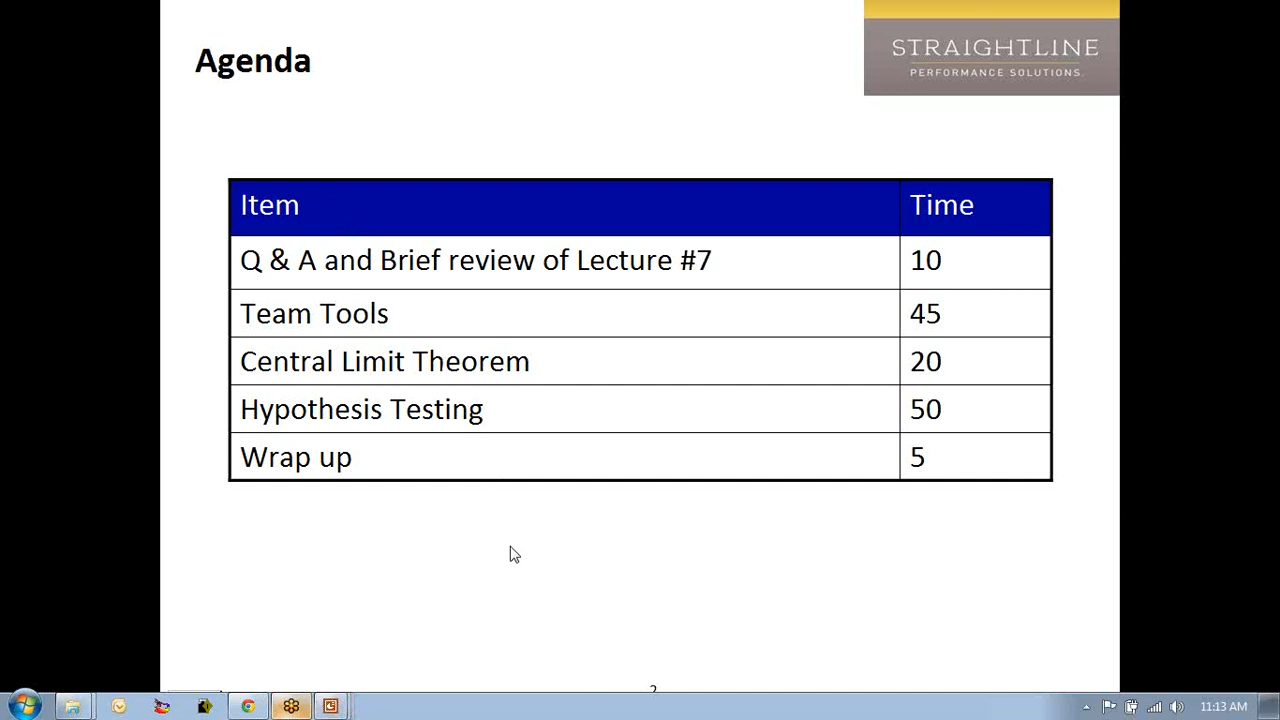 Agenda
STRAIGHTLINE
PERFORMANCE SOLUTIONS.
Item Time
Q & A and Brief review of Lecture #7 10
Team Tools 45
Central Limit Theorem 20
Hypothesis Testing 50
Wrap up 5
2
11:13 AM